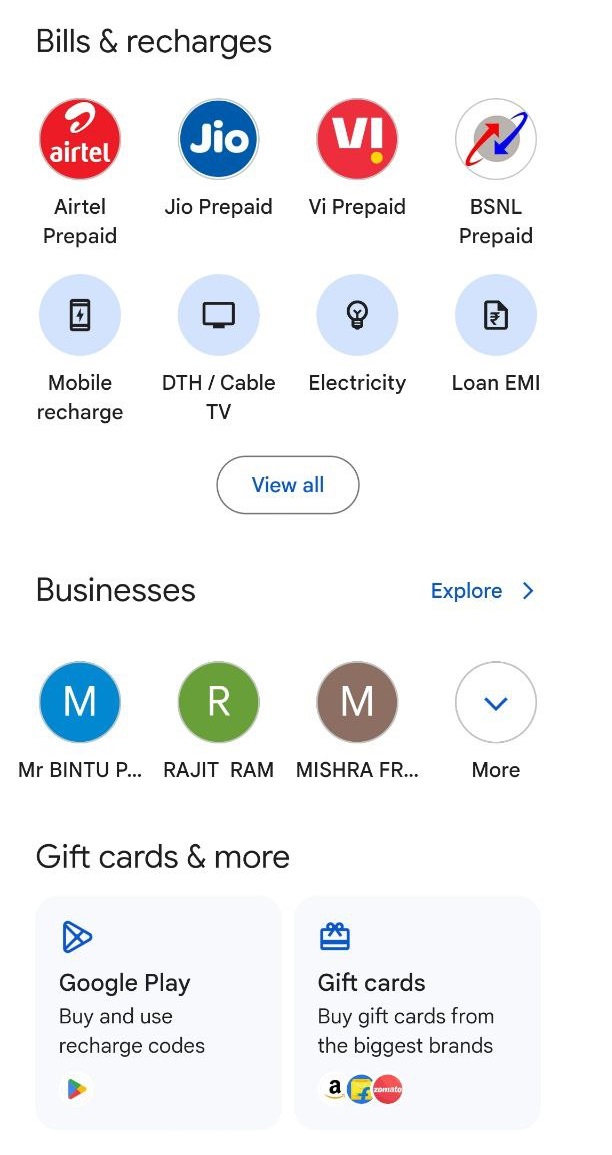 Bills & recharges
airtel
Jio
VI
Airtel
Prepaid
Jio Prepaid
Vi Prepaid
BSNL
Prepaid
Mobile
recharge
DTH / Cable
TV
Electricity
₹
Loan EMI
View all
Businesses
Explore
M
R
M
Mr BINTU P...
RAJIT RAM
MISHRA FR...
More
Gift cards & more
Google Play
Buy and use
recharge codes
Gift cards
Buy gift cards from
the biggest brands
a
f
zomato